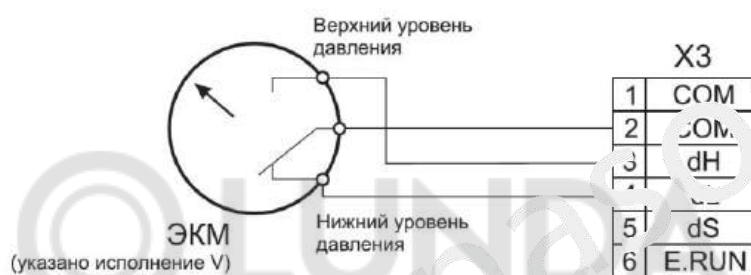 Верхний уровень
давления
X3
1 COM
2 COM
3 dH
5 dS
6 E.RUN
Нижний уровень
давления
ЭКМ
(указано исполнение V)
LUNDA